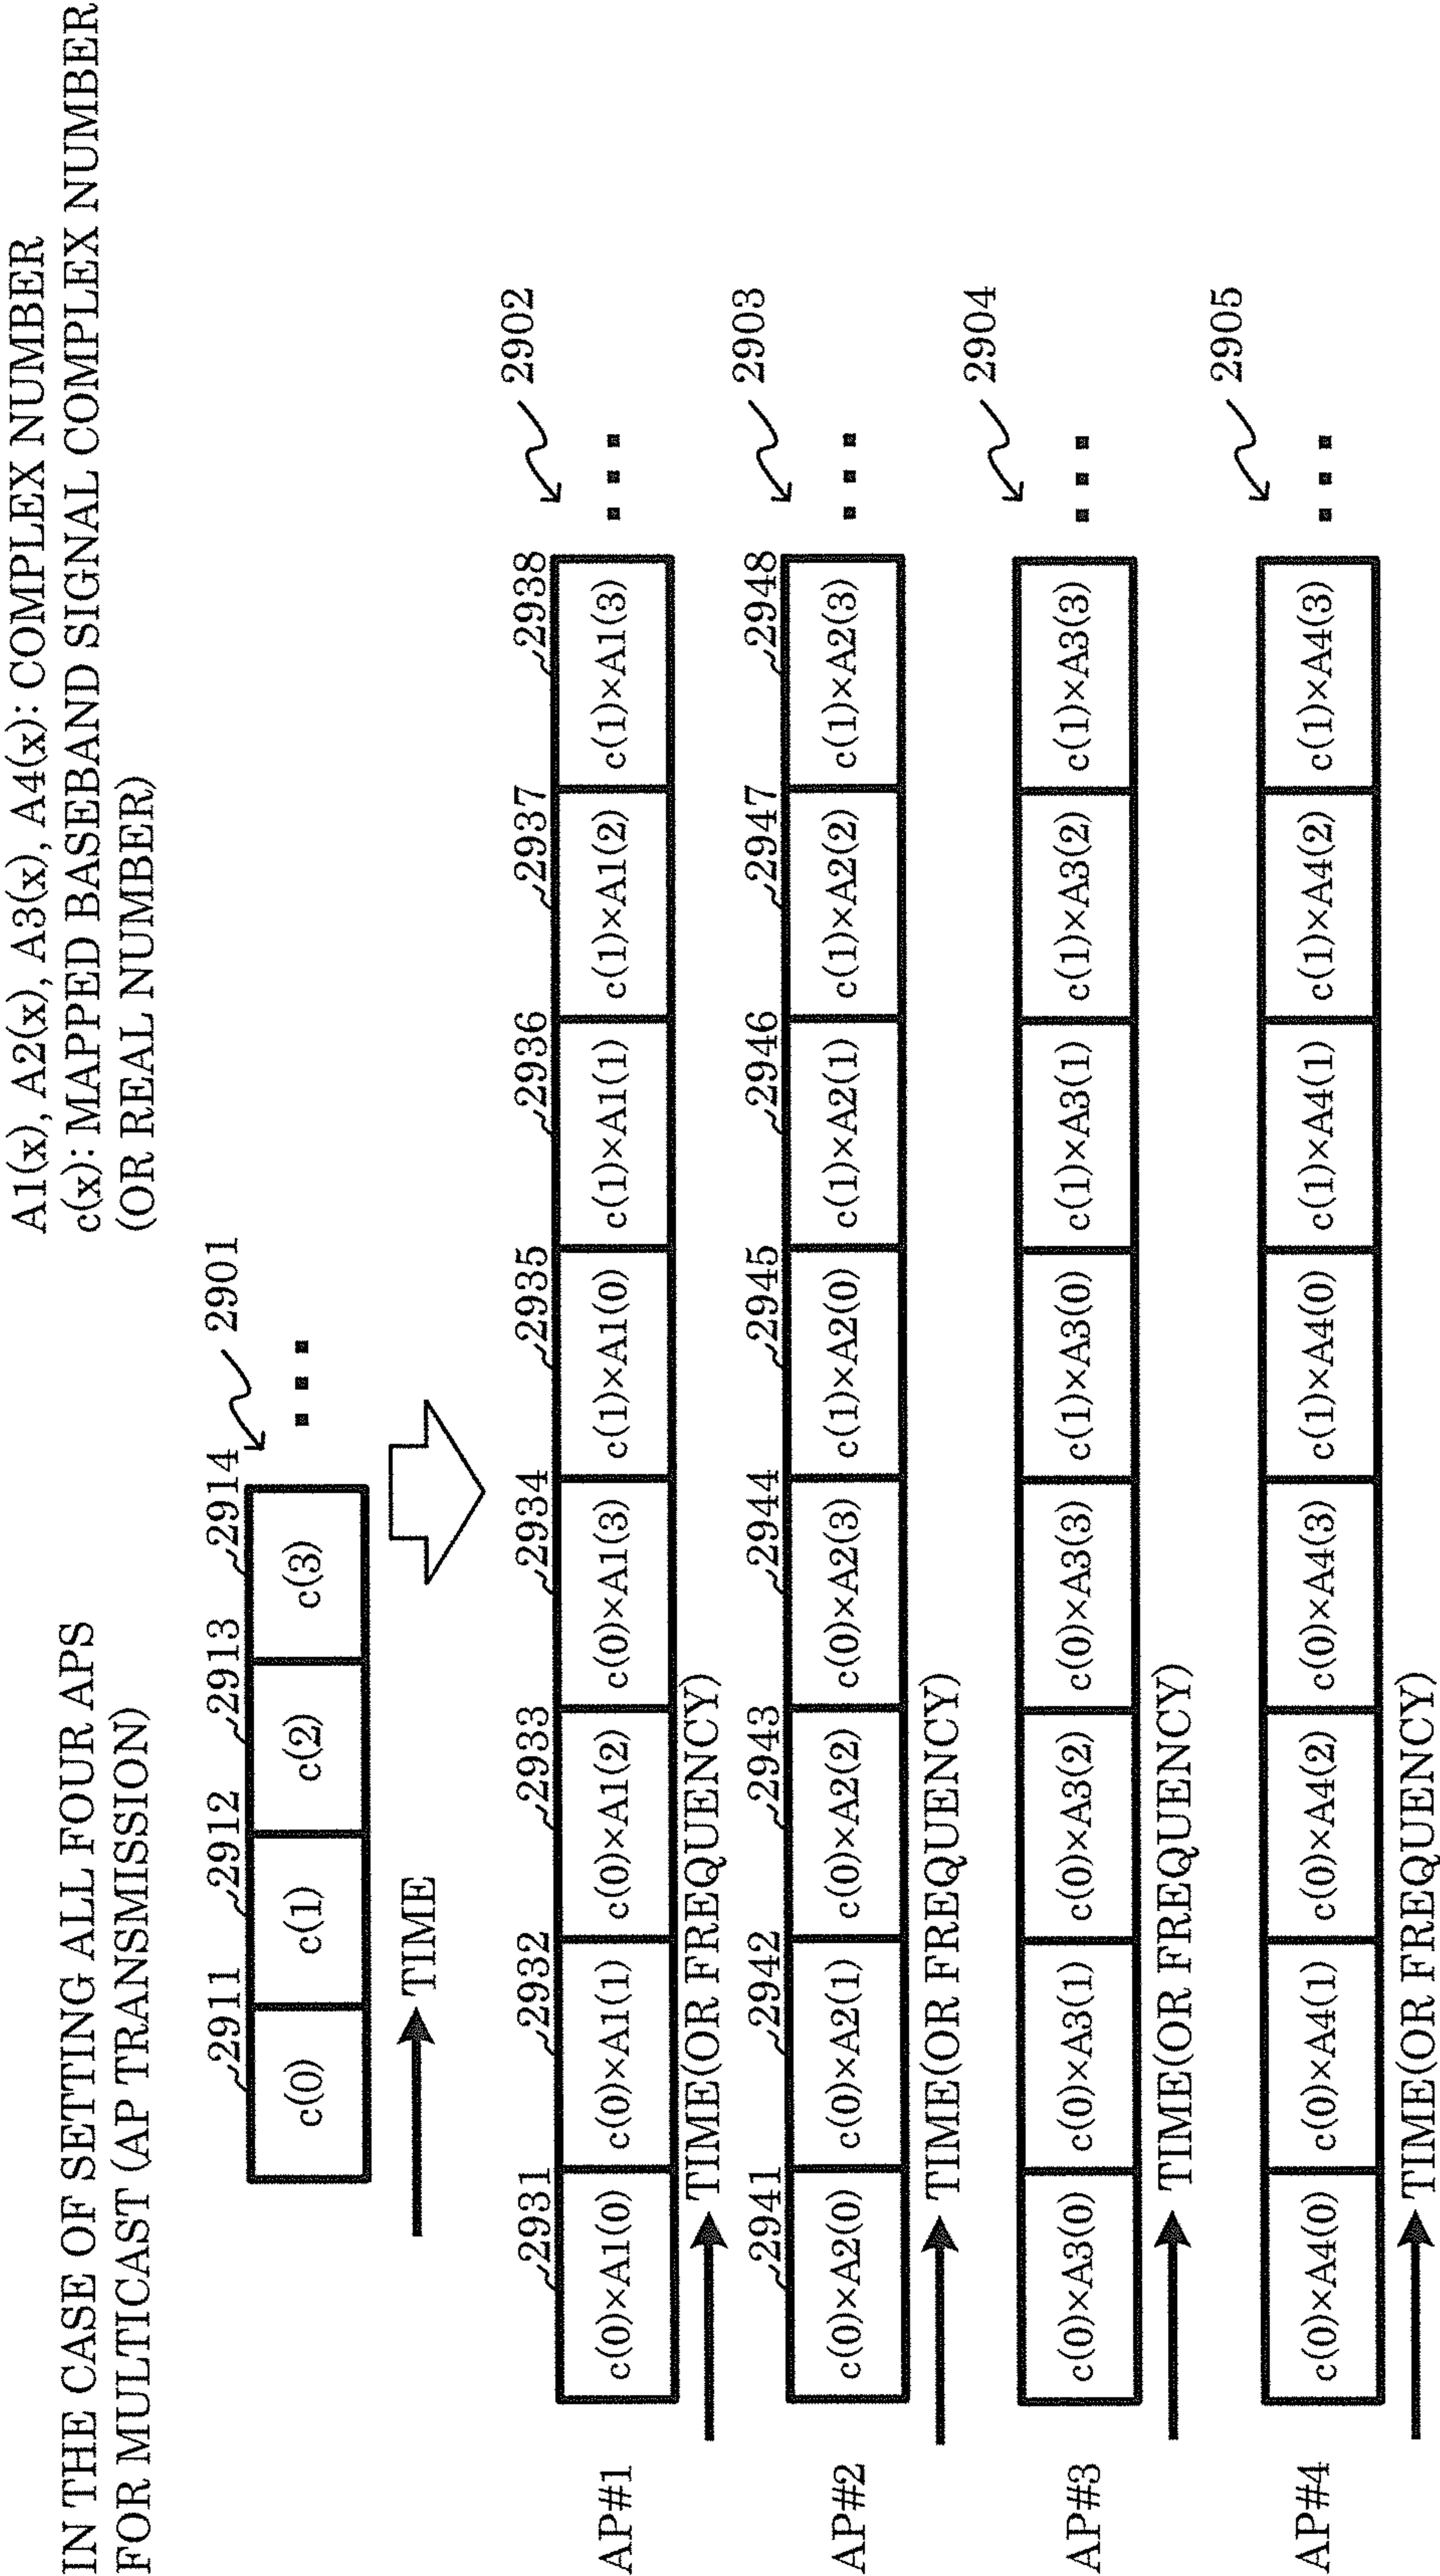 IN THE CASE OF SETTING ALL FOUR APS
FOR MULTICAST (AP TRANSMISSION)
A1(x), A2(x), A3(x), A4(x): COMPLEX NUMBER
c(x): MAPPED BASEBAND SIGNAL COMPLEX NUMBER
(OR REAL NUMBER)
2911 2912 2913 2914 2901
c(0) c(1) c(2) c(3)
TIME
2931 2932 2933 2934 2935 2936 2937 2938 2902
AP#1 c(0)×A1(0) c(0)×A1(1) c(0)×A1(2) c(0)×A1(3) c(1)×A1(0) c(1)×A1(1) c(1)×A1(2) c(1)×A1(3)
TIME(OR FREQUENCY)
2941 2942 2943 2944 2945 2946 2947 2948 2903
AP#2 c(0)×A2(0) c(0)×A2(1) c(0)×A2(2) c(0)×A2(3) c(1)×A2(0) c(1)×A2(1) c(1)×A2(2) c(1)×A2(3)
TIME(OR FREQUENCY)
2904
AP#3 c(0)×A3(0) c(0)×A3(1) c(0)×A3(2) c(0)×A3(3) c(1)×A3(0) c(1)×A3(1) c(1)×A3(2) c(1)×A3(3)
TIME(OR FREQUENCY)
2905
AP#4 c(0)×A4(0) c(0)×A4(1) c(0)×A4(2) c(0)×A4(3) c(1)×A4(0) c(1)×A4(1) c(1)×A4(2) c(1)×A4(3)
TIME(OR FREQUENCY)